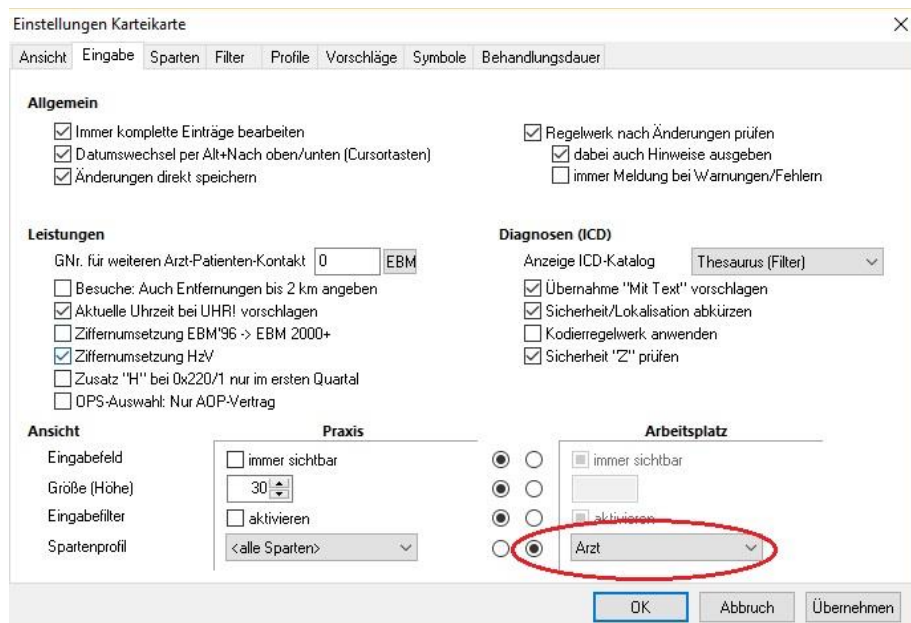 Einstellungen Karteikarte
Ansicht Eingabe Sparten Filter Profile Vorschläge Symbole Behandlungsdauer
Allgemein
Immer komplette Einträge bearbeiten
Datumswechsel per Alt+Nach oben/unten (Cursortasten)
Änderungen direkt speichern
Regelwerk nach Änderungen prüfen
dabei auch Hinweise ausgeben
immer Meldung bei Warnungen/Fehlern
Leistungen
GNr. für weiteren Arzt-Patienten-Kontakt 0 EBM
Besuche: Auch Entfernungen bis 2 km angeben
Aktuelle Uhrzeit bei UHR! vorschlagen
Ziffernumsetzung EBM'96 -> EBM 2000+
Ziffernumsetzung HzV
Zusatz "H" bei 0x220/1 nur im ersten Quartal
OPS-Auswahl: Nur AOP-Vertrag
Diagnosen (ICD)
Anzeige ICD-Katalog Thesaurus (Filter)
Übernahme "Mit Text" vorschlagen
Sicherheit/Lokalisation abkürzen
Kodierregelwerk anwenden
Sicherheit "Z" prüfen
Ansicht Praxis Arbeitsplatz
Eingabefeld immer sichtbar immer sichtbar
Größe (Höhe) 30
Eingabefilter aktivieren aktivieren
Spartenprofil <alle Sparten> Arzt
OK Abbruch Übernehmen